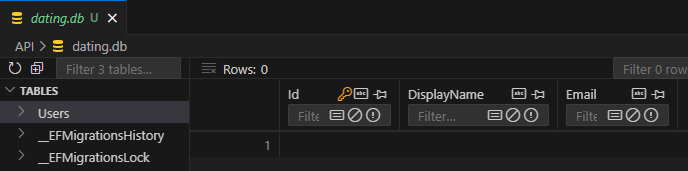 dating.db U
API > dating.db
Filter 3 tables...
Rows: 0
Filter 0 row
TABLES
Id
DisplayName
Email
Filte
Filter...
Filte
Users
__EFMigrationsHistory
__EFMigrationsLock
1